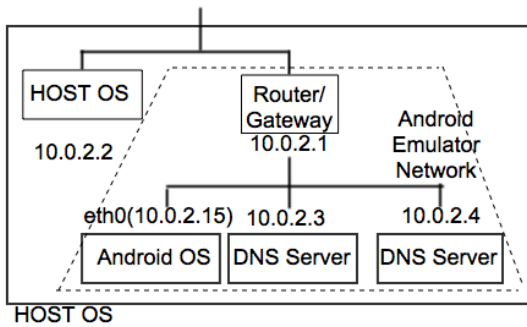 HOST OS
10.0.2.2
Router/
Gateway
10.0.2.1
Android
Emulator
Network
eth0(10.0.2.15)
10.0.2.3
10.0.2.4
Android OS
DNS Server
DNS Server
HOST OS